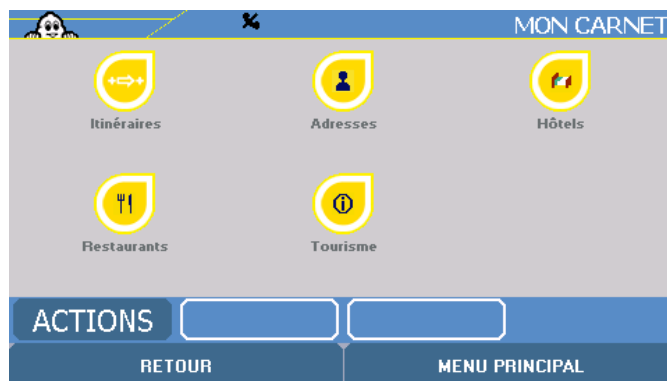 MON CARNET
Itinéraires
Adresses
Hôtels
Restaurants
Tourisme
ACTIONS
RETOUR
MENU PRINCIPAL